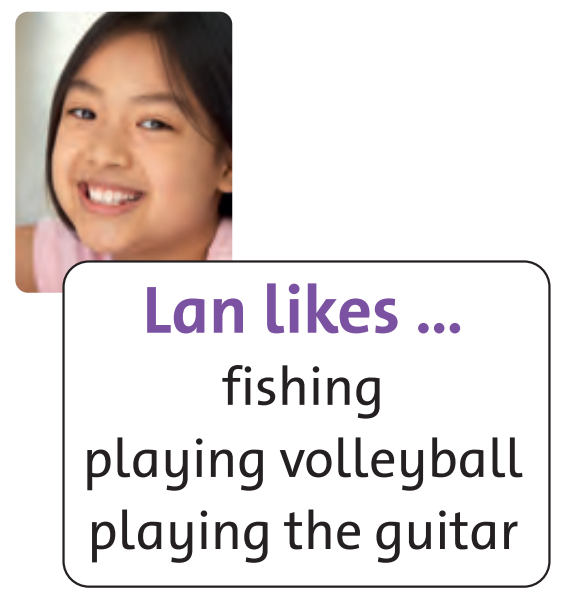 Lan likes ...
fishing
playing volleyball
playing the guitar